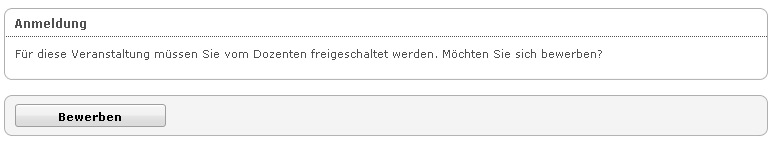 Anmeldung
Für diese Veranstaltung müssen Sie vom Dozenten freigeschaltet werden. Möchten Sie sich bewerben?
Bewerben